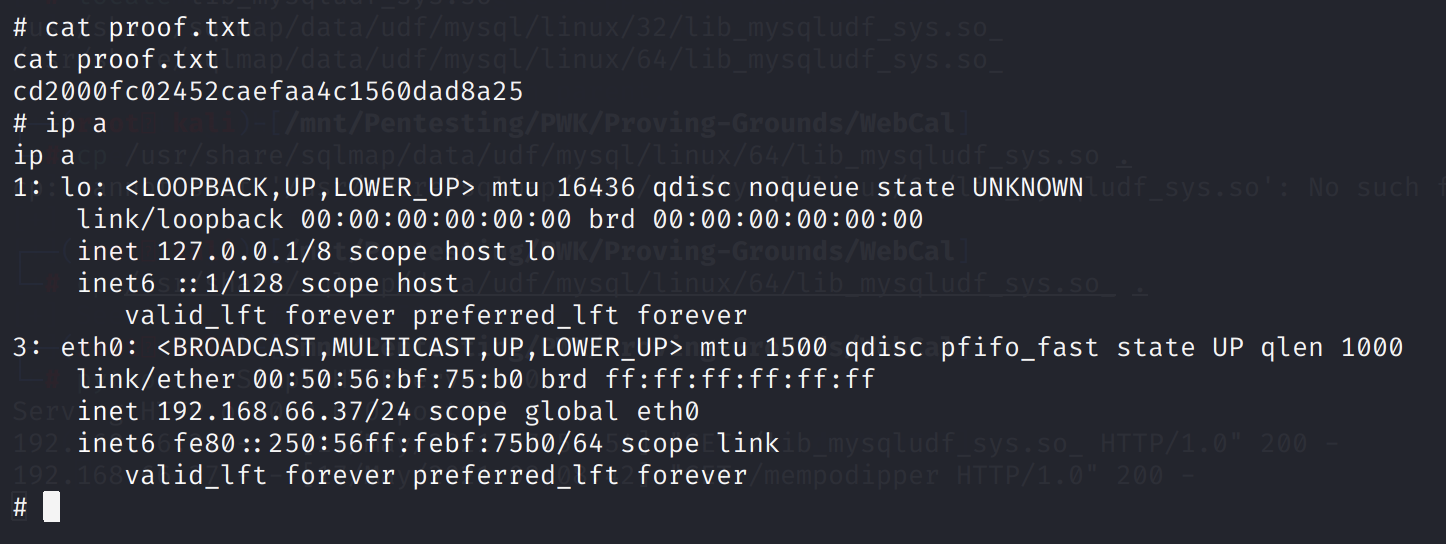 # cat proof.txt
cat proof.txt
cd2000fc02452caefaa4c1560dad8a25
# ip a
ip a
1: lo: <LOOPBACK,UP,LOWER_UP> mtu 16436 qdisc noqueue state UNKNOWN
    link/loopback 00:00:00:00:00:00 brd 00:00:00:00:00:00
    inet 127.0.0.1/8 scope host lo
    inet6 ::1/128 scope host
       valid_lft forever preferred_lft forever
3: eth0: <BROADCAST,MULTICAST,UP,LOWER_UP> mtu 1500 qdisc pfifo_fast state UP qlen 1000
    link/ether 00:50:56:bf:75:b0 brd ff:ff:ff:ff:ff:ff
    inet 192.168.66.37/24 scope global eth0
    inet6 fe80::250:56ff:febf:75b0/64 scope link
       valid_lft forever preferred_lft forever
#